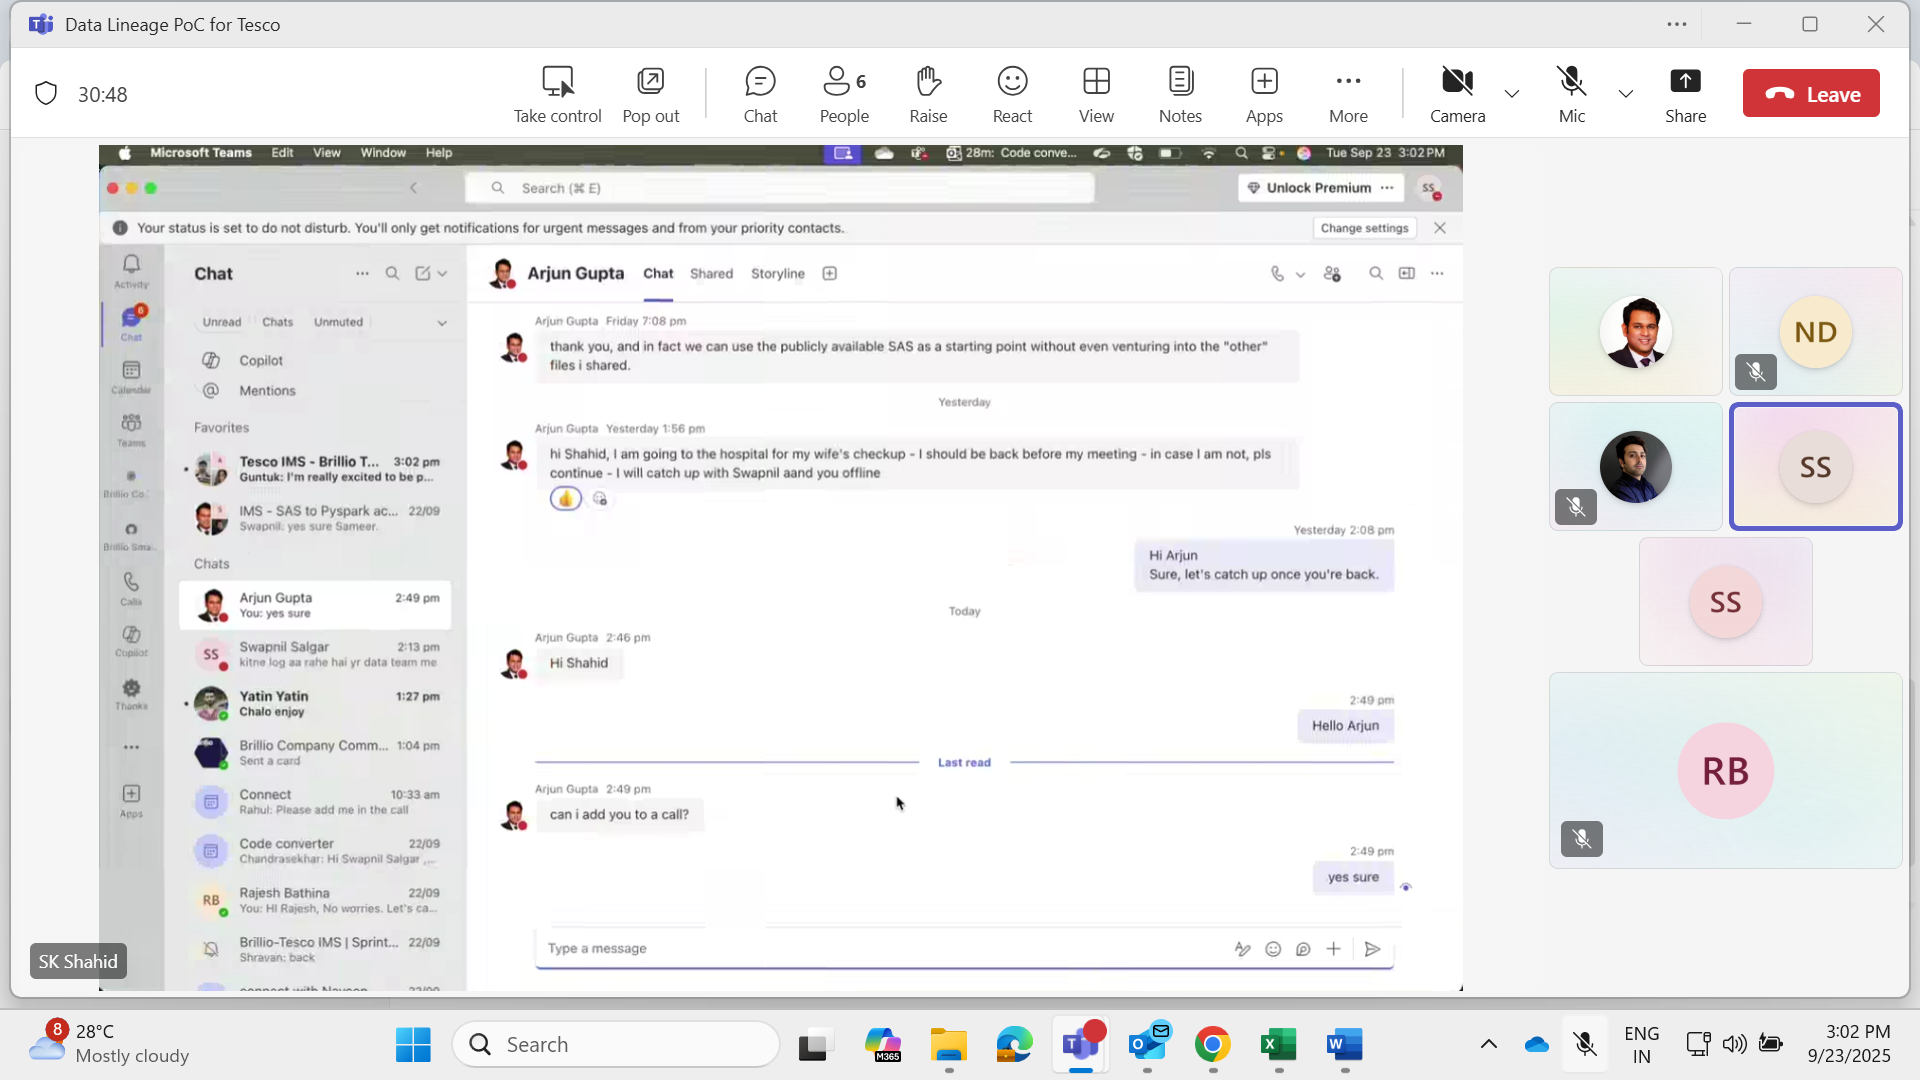 Data Lineage PoC for Tesco
30:48
Take control
Pop out
Chat
People
6
Raise
React
View
Notes
Apps
More
Camera
Mic
Share
Leave
Microsoft Teams Edit View Window Help
28m: Code conve...
Tue Sep 23 3:02 PM
Search (⌘ E)
Unlock Premium
SS
Your status is set to do not disturb. You'll only get notifications for urgent messages and from your priority contacts.
Change settings
Activity
6
Chat
Calendar
Teams
Brillio Co..
Brillio Sma..
Calls
Copilot
Thanks
Apps
Chat
Unread
Chats
Unmuted
Copilot
Mentions
Favorites
Tesco IMS - Brillio T... 3:02 pm
Guntuk: I'm really excited to be p...
IMS - SAS to Pyspark ac... 22/09
Swapnil: yes sure Sameer.
Chats
Arjun Gupta 2:49 pm
You: yes sure
SS
Swapnil Salgar 2:13 pm
kitne log aa rahe hai yr data team me
Yatin Yatin 1:27 pm
Chalo enjoy
Brillio Company Comm... 1:04 pm
Sent a card
Connect 10:33 am
Rahul: Please add me in the call
Code converter 22/09
Chandrasekhar: Hi Swapnil Salgar ,...
RB
Rajesh Bathina 22/09
You: HI Rajesh, No worries. Let's ca...
Brillio-Tesco IMS | Sprint... 22/09
Shravan: back
connect with Naveen 22/09
Arjun Gupta
Chat
Shared
Storyline
Arjun Gupta Friday 7:08 pm
thank you, and in fact we can use the publicly available SAS as a starting point without even venturing into the "other"
files i shared.
Yesterday
Arjun Gupta Yesterday 1:56 pm
hi Shahid, I am going to the hospital for my wife's checkup - I should be back before my meeting - in case I am not, pls
continue - I will catch up with Swapnil aand you offline
Yesterday 2:08 pm
Hi Arjun
Sure, let's catch up once you're back.
Today
Arjun Gupta 2:46 pm
Hi Shahid
2:49 pm
Hello Arjun
Last read
Arjun Gupta 2:49 pm
can i add you to a call?
2:49 pm
yes sure
Type a message
SK Shahid
ND
SS
SS
RB
8
28°C
Mostly cloudy
Search
M365
ENG
IN
3:02 PM
9/23/2025